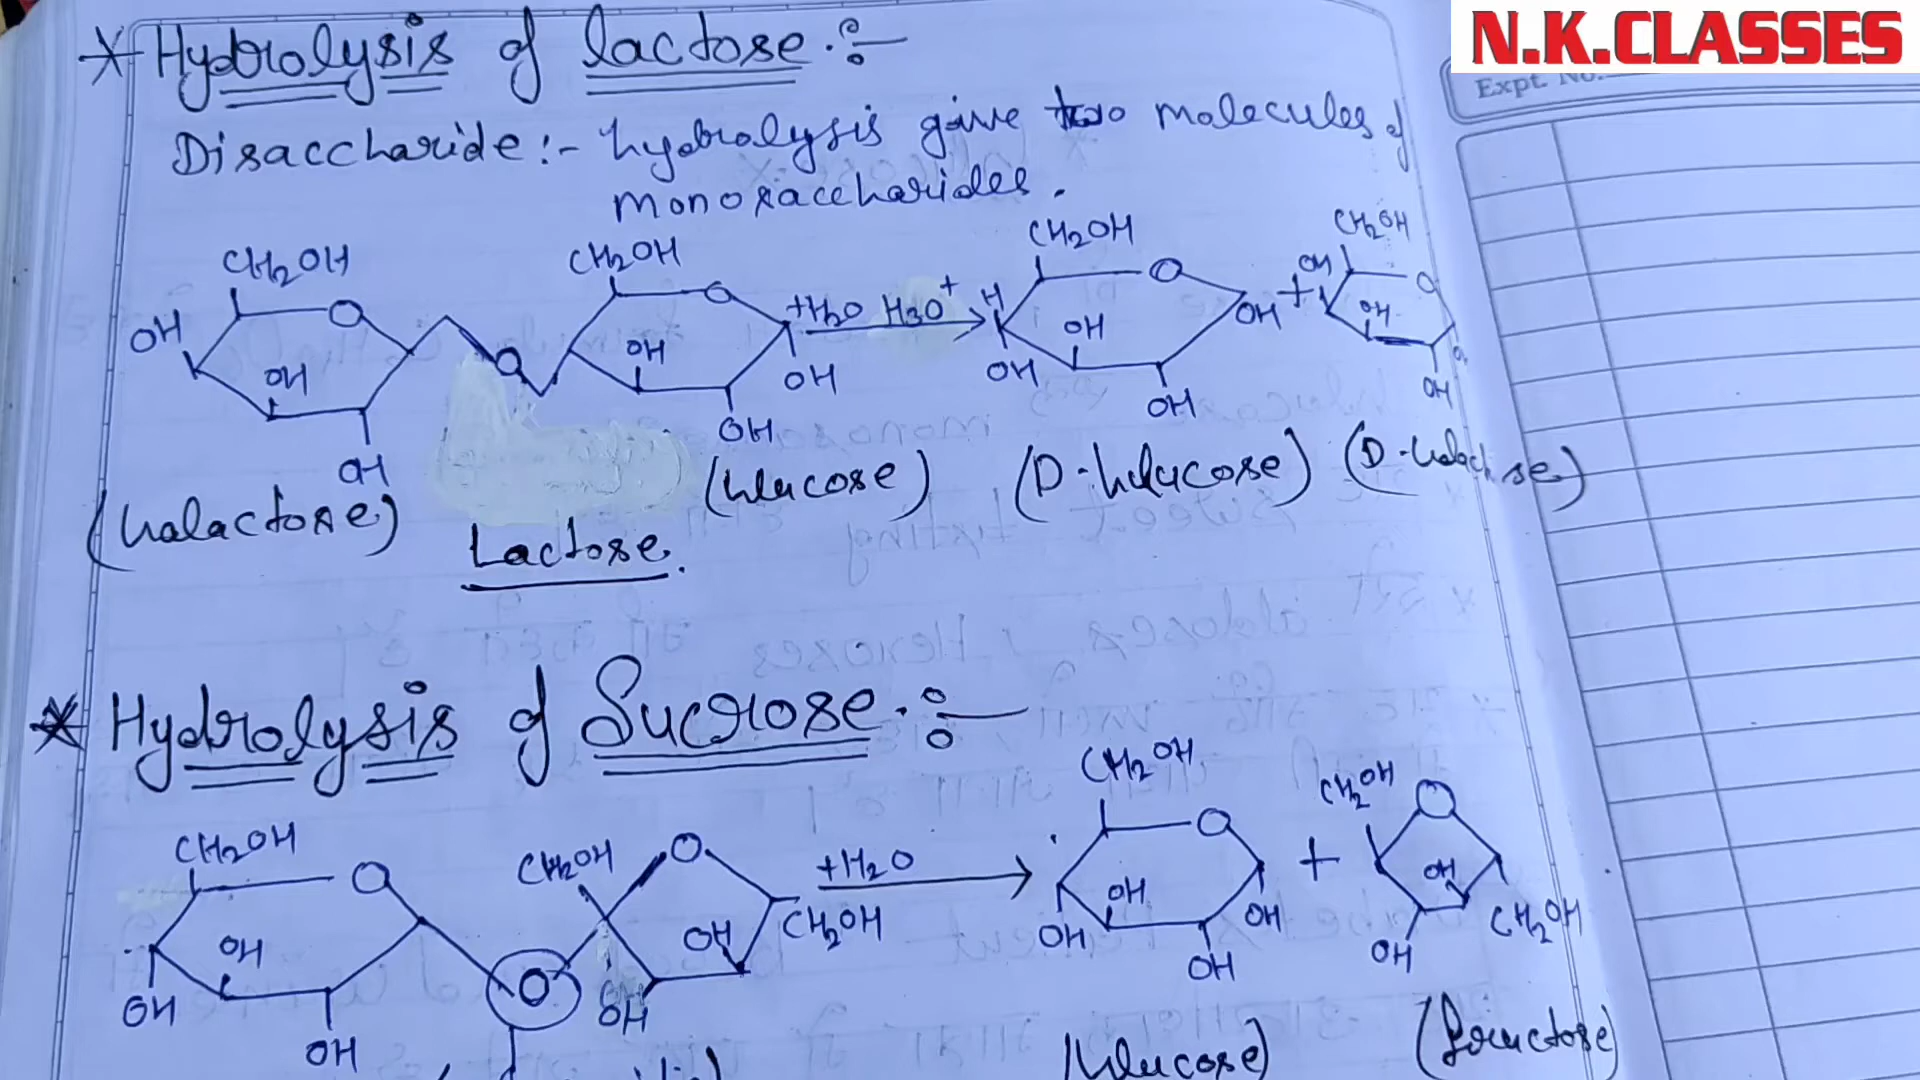 N.K.CLASSES
Expt. No.
* Hydrolysis of lactose :-
Disaccharide :- hydrolysis give two molecules of
monosaccharides.
CH2OH CH2OH CH2OH CH2OH
OH O O +H2O H3O+ H O + OH O
OH O OH OH OH OH OH
OH OH OH OH OH
(Galactose) (Glucose) (D-Glucose) (D-Galactose)
Lactose.
* Hydrolysis of Sucrose :-
CH2OH CH2OH CH2OH
CH2OH O CH2OH O +H2O O + O
OH O OH CH2OH OH OH OH CH2OH
OH OH OH OH OH OH
(Glucose) (fructose)